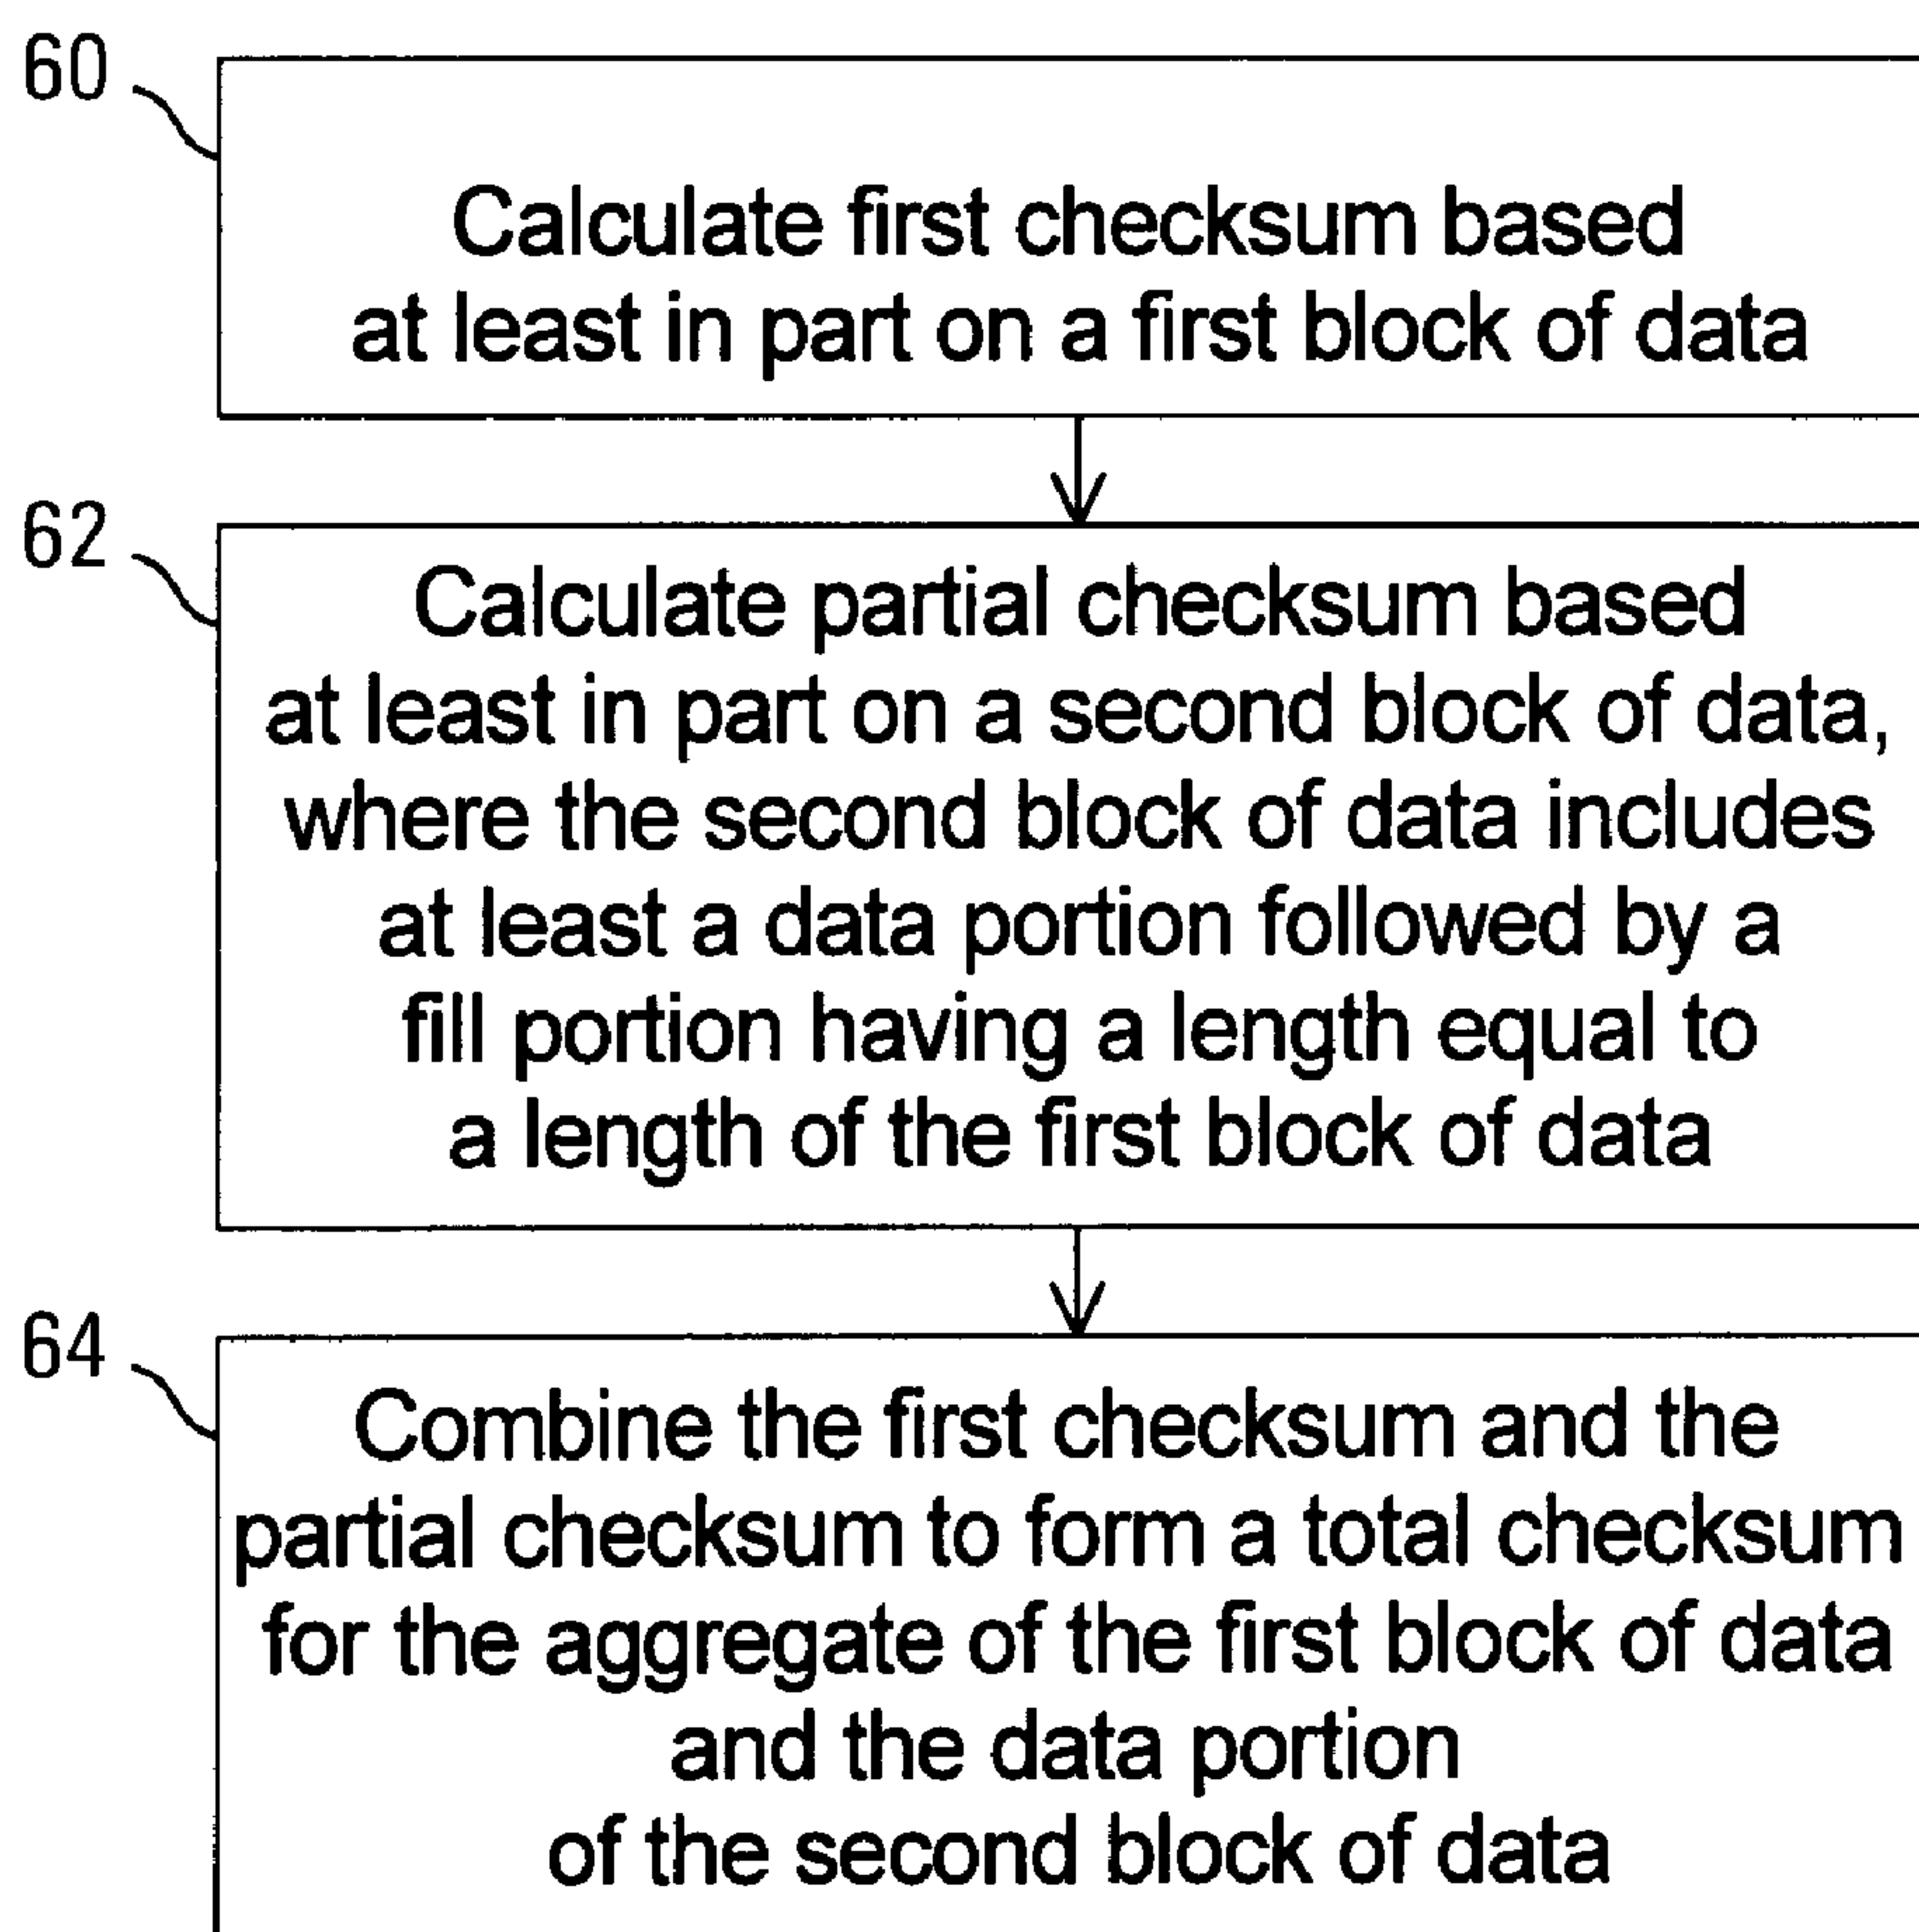 60
Calculate first checksum based
at least in part on a first block of data
62
Calculate partial checksum based
at least in part on a second block of data,
where the second block of data includes
at least a data portion followed by a
fill portion having a length equal to
a length of the first block of data
64
Combine the first checksum and the
partial checksum to form a total checksum
for the aggregate of the first block of data
and the data portion
of the second block of data